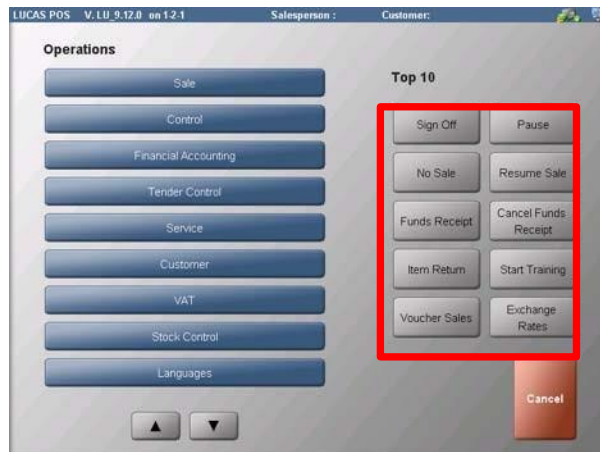 LUCAS POS V. LU_9.12.0 on 1-2-1 Salesperson : Customer:
Operations
Top 10
Sale
Control
Financial Accounting
Tender Control
Service
Customer
VAT
Stock Control
Languages
Sign Off
Pause
No Sale
Resume Sale
Funds Receipt
Cancel Funds
Receipt
Item Return
Start Training
Voucher Sales
Exchange
Rates
Cancel